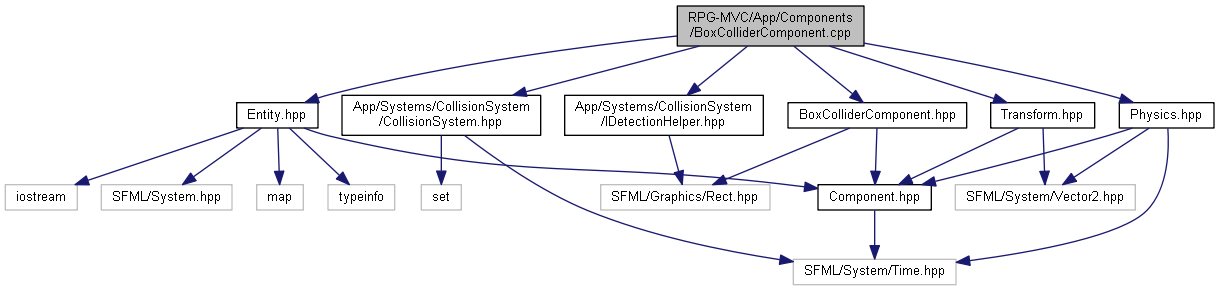 RPG-MVC/App/Components
/BoxColliderComponent.cpp
Entity.hpp
App/Systems/CollisionSystem
/CollisionSystem.hpp
App/Systems/CollisionSystem
/IDetectionHelper.hpp
BoxColliderComponent.hpp
Transform.hpp
Physics.hpp
iostream
SFML/System.hpp
map
typeinfo
set
SFML/Graphics/Rect.hpp
Component.hpp
SFML/System/Vector2.hpp
SFML/System/Time.hpp